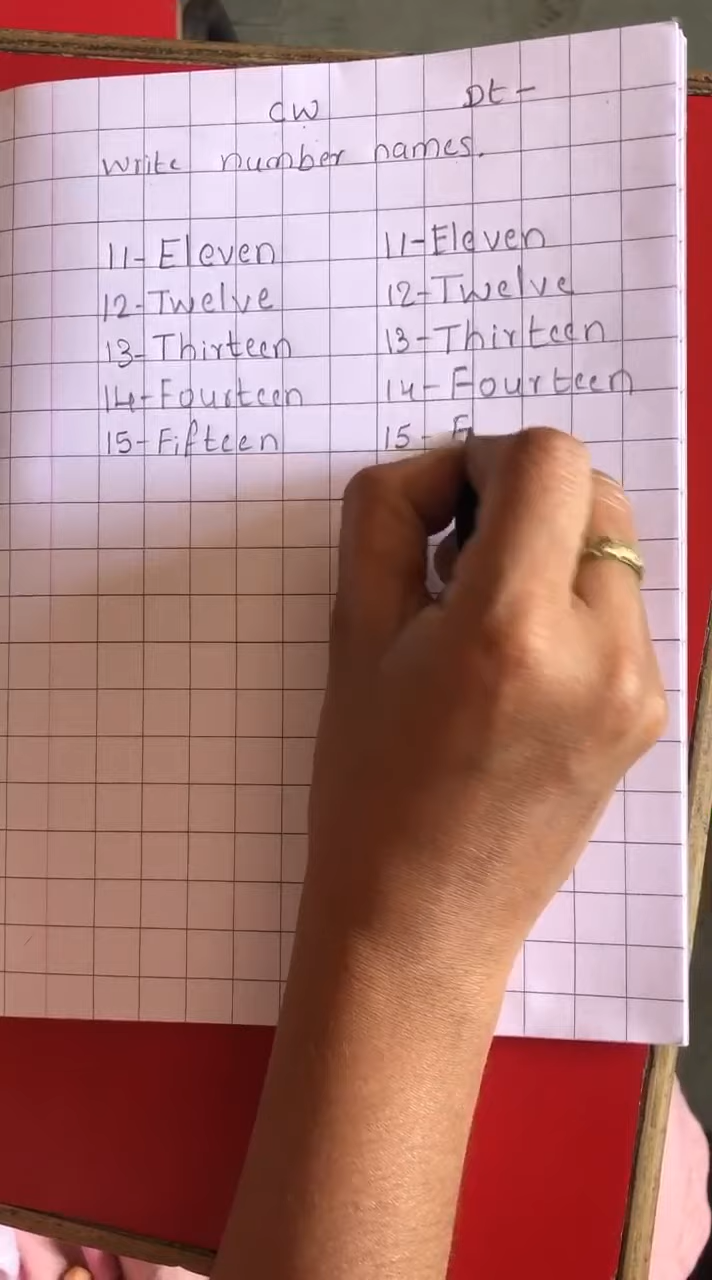 CW Dt -
Write number names.
11- Eleven 11- Eleven
12- Twelve 12- Twelve
13- Thirteen 13- Thirteen
14- Fourteen 14- Fourteen
15- Fifteen 15 - F